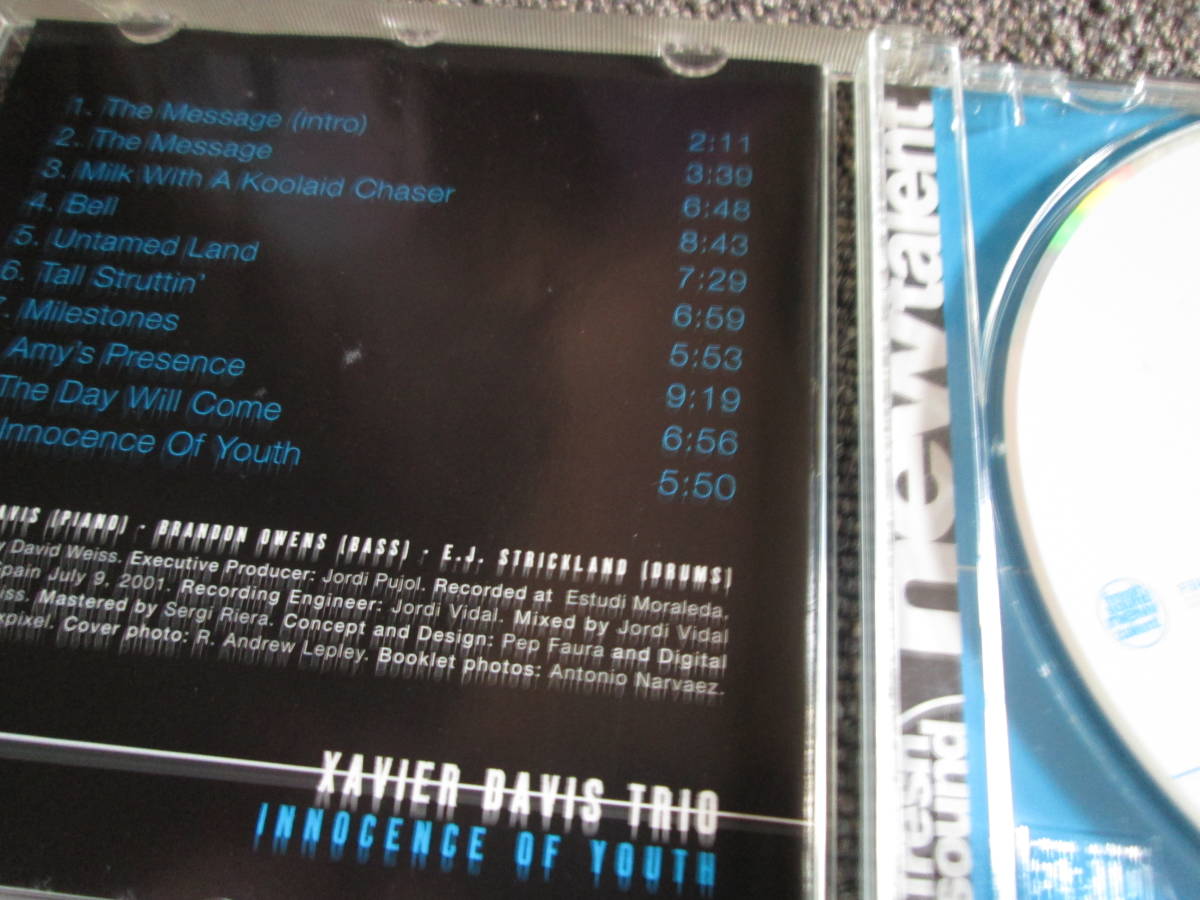 1. The Message (intro) 2:11
2. The Message 3:39
3. Milk With A Koolaid Chaser 6:48
4. Bell 8:43
5. Untamed Land 7:29
6. Tall Struttin' 6:59
7. Milestones 5:53
Amy's Presence 9:19
The Day Will Come 6:56
Innocence Of Youth 5:50
DAVIS (PIANO) · BRANDON OWENS (BASS) · E.J. STRICKLAND (DRUMS)
David Weiss. Executive Producer: Jordi Pujol. Recorded at Estudi Moraleda,
Spain July 9, 2001. Recording Engineer: Jordi Vidal. Mixed by Jordi Vidal
Mastered by Sergi Riera. Concept and Design: Pep Faura and Digital
Cover photo: R. Andrew Lepley. Booklet photos: Antonio Narvaez.
XAVIER DAVIS TRIO
INNOCENCE OF YOUTH
fresh
sound
new talent